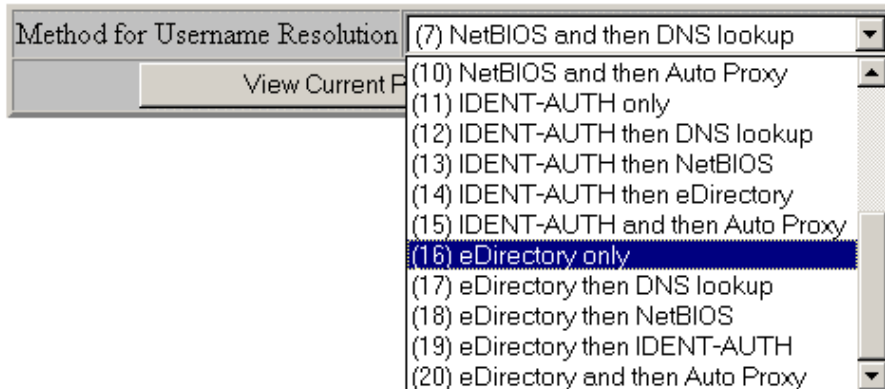 Method for Username Resolution (7) NetBIOS and then DNS lookup
View Current P
(10) NetBIOS and then Auto Proxy
(11) IDENT-AUTH only
(12) IDENT-AUTH then DNS lookup
(13) IDENT-AUTH then NetBIOS
(14) IDENT-AUTH then eDirectory
(15) IDENT-AUTH and then Auto Proxy
(16) eDirectory only
(17) eDirectory then DNS lookup
(18) eDirectory then NetBIOS
(19) eDirectory then IDENT-AUTH
(20) eDirectory and then Auto Proxy